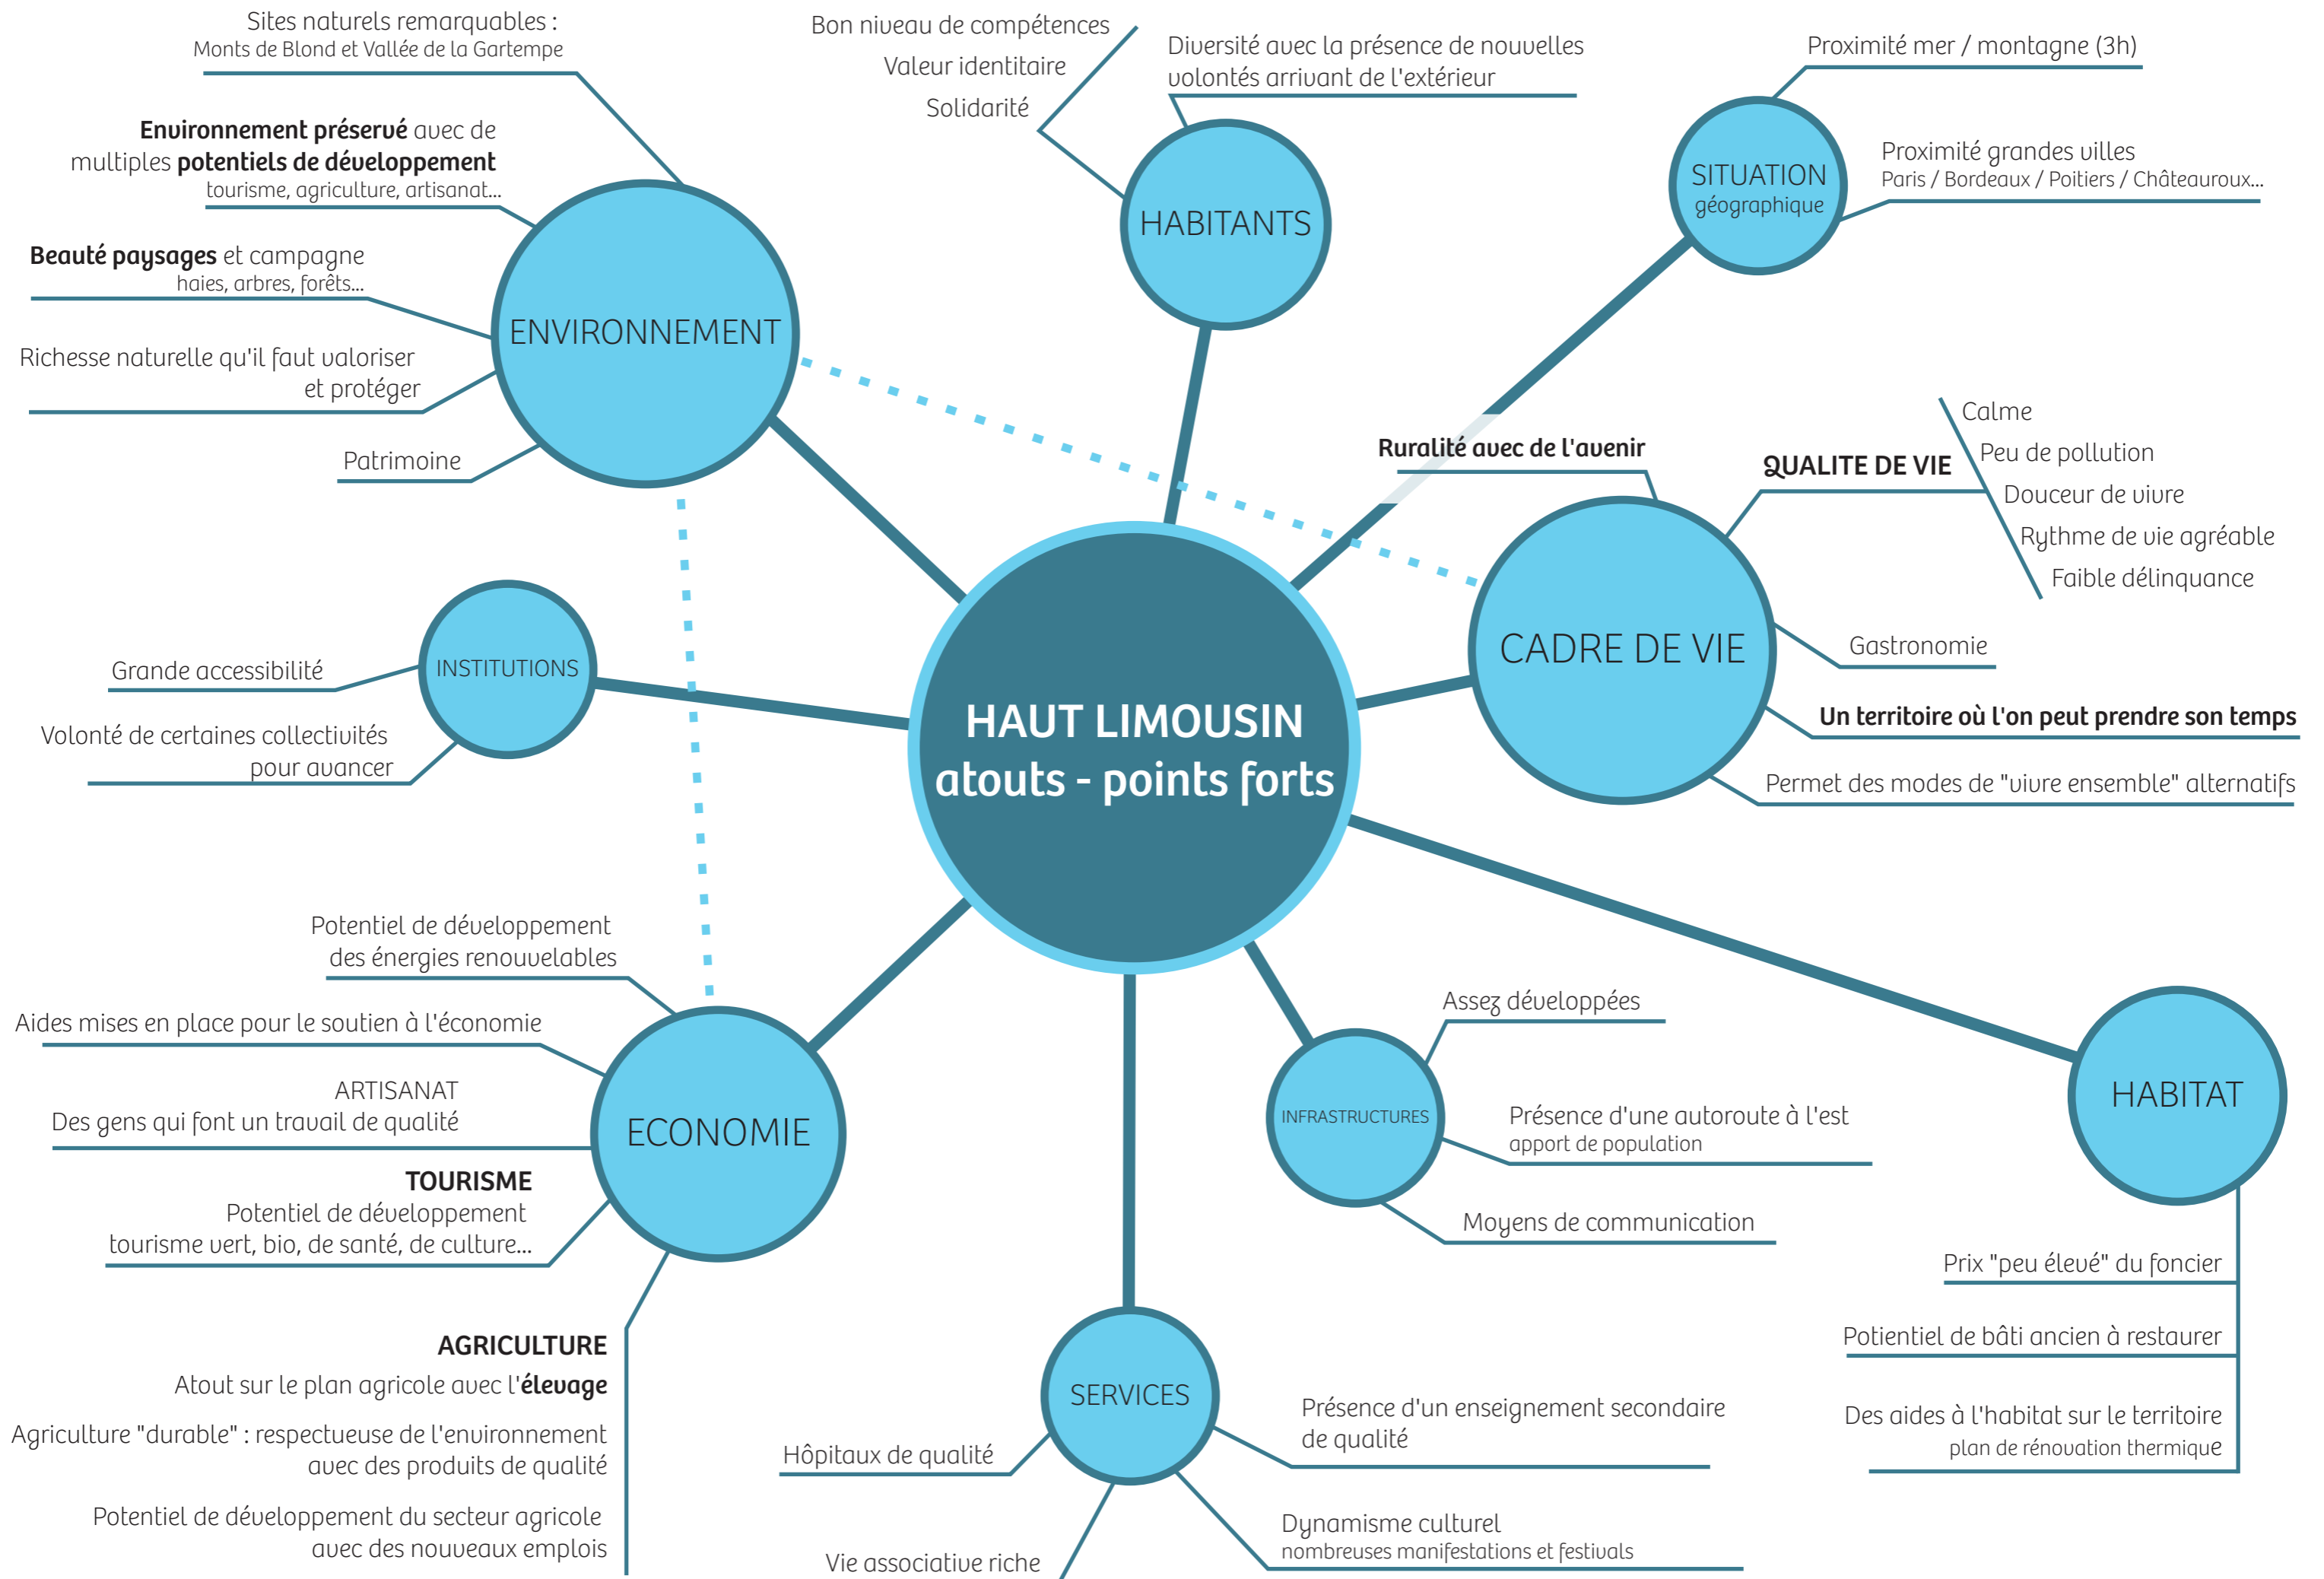 Sites naturels remarquables :
Monts de Blond et Vallée de la Gartempe
Environnement préservé avec de
multiples potentiels de développement
tourisme, agriculture, artisanat...
Beauté paysages et campagne
haies, arbres, forêts...
Richesse naturelle qu'il faut valoriser
et protéger
Patrimoine
ENVIRONNEMENT
Bon niveau de compétences
Valeur identitaire
Solidarité
Diversité avec la présence de nouvelles
volontés arrivant de l'extérieur
HABITANTS
Proximité mer / montagne (3h)
Proximité grandes villes
Paris / Bordeaux / Poitiers / Châteauroux...
SITUATION
géographique
Ruralité avec de l'avenir
QUALITE DE VIE
Calme
Peu de pollution
Douceur de vivre
Rythme de vie agréable
Faible délinquance
Gastronomie
Un territoire où l'on peut prendre son temps
Permet des modes de "vivre ensemble" alternatifs
CADRE DE VIE
Grande accessibilité
Volonté de certaines collectivités
pour avancer
INSTITUTIONS
HAUT LIMOUSIN
atouts - points forts
Potentiel de développement
des énergies renouvelables
Aides mises en place pour le soutien à l'économie
ARTISANAT
Des gens qui font un travail de qualité
TOURISME
Potentiel de développement
tourisme vert, bio, de santé, de culture...
ECONOMIE
AGRICULTURE
Atout sur le plan agricole avec l'élevage
Agriculture "durable" : respectueuse de l'environnement
avec des produits de qualité
Potentiel de développement du secteur agricole
avec des nouveaux emplois
Assez développées
Présence d'une autoroute à l'est
apport de population
Moyens de communication
INFRASTRUCTURES
HABITAT
Prix "peu élevé" du foncier
Potientiel de bâti ancien à restaurer
Des aides à l'habitat sur le territoire
plan de rénovation thermique
SERVICES
Hôpitaux de qualité
Vie associative riche
Présence d'un enseignement secondaire
de qualité
Dynamisme culturel
nombreuses manifestations et festivals